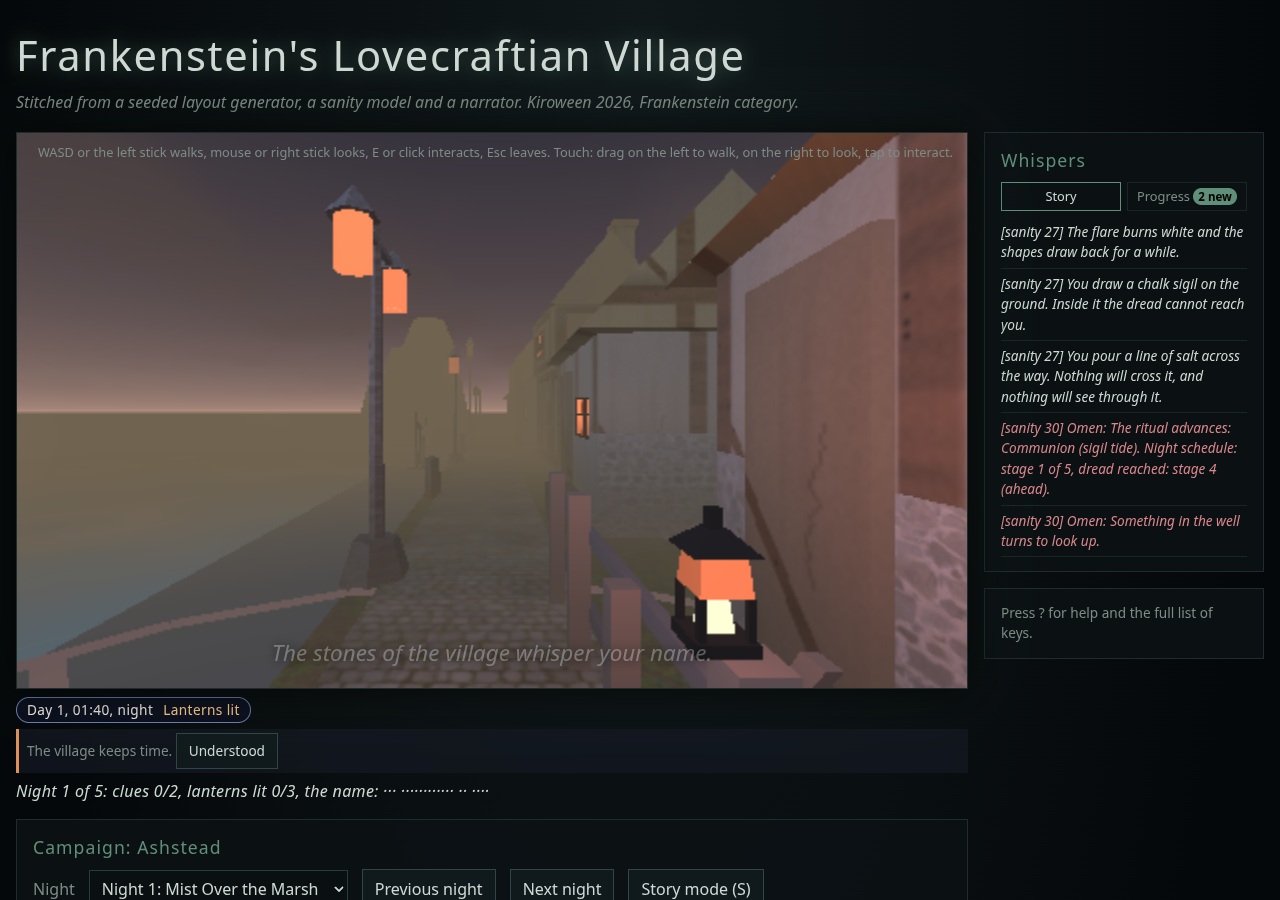 Frankenstein's Lovecraftian Village
Stitched from a seeded layout generator, a sanity model and a narrator. Kiroween 2026, Frankenstein category.
WASD or the left stick walks, mouse or right stick looks, E or click interacts, Esc leaves. Touch: drag on the left to walk, on the right to look, tap to interact.
The stones of the village whisper your name.
Day 1, 01:40, night Lanterns lit
The village keeps time. Understood
Night 1 of 5: clues 0/2, lanterns lit 0/3, the name: ··· ············ ·· ····
Campaign: Ashstead
Night Night 1: Mist Over the Marsh Previous night Next night Story mode (S)
Whispers
Story Progress 2 new
[sanity 27] The flare burns white and the
shapes draw back for a while.
[sanity 27] You draw a chalk sigil on the
ground. Inside it the dread cannot reach
you.
[sanity 27] You pour a line of salt across
the way. Nothing will cross it, and
nothing will see through it.
[sanity 30] Omen: The ritual advances:
Communion (sigil tide). Night schedule:
stage 1 of 5, dread reached: stage 4
(ahead).
[sanity 30] Omen: Something in the well
turns to look up.
Press ? for help and the full list of
keys.